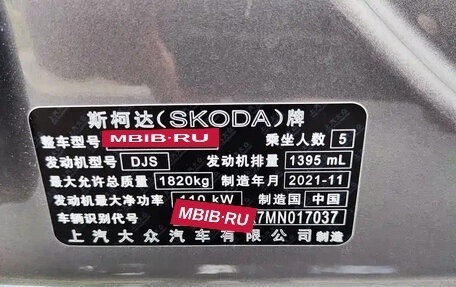 斯柯达(SKODA)牌
整车型号 MBIB.RU 乘坐人数 5
发动机型号 DJS 发动机排量 1395 mL
最大允许总质量 1820kg 制造年月 2021-11
发动机最大净功率 110 kW 制造国 中国
车辆识别代号 MBIB.RU 7MN017037
上汽大众汽车有限公司制造